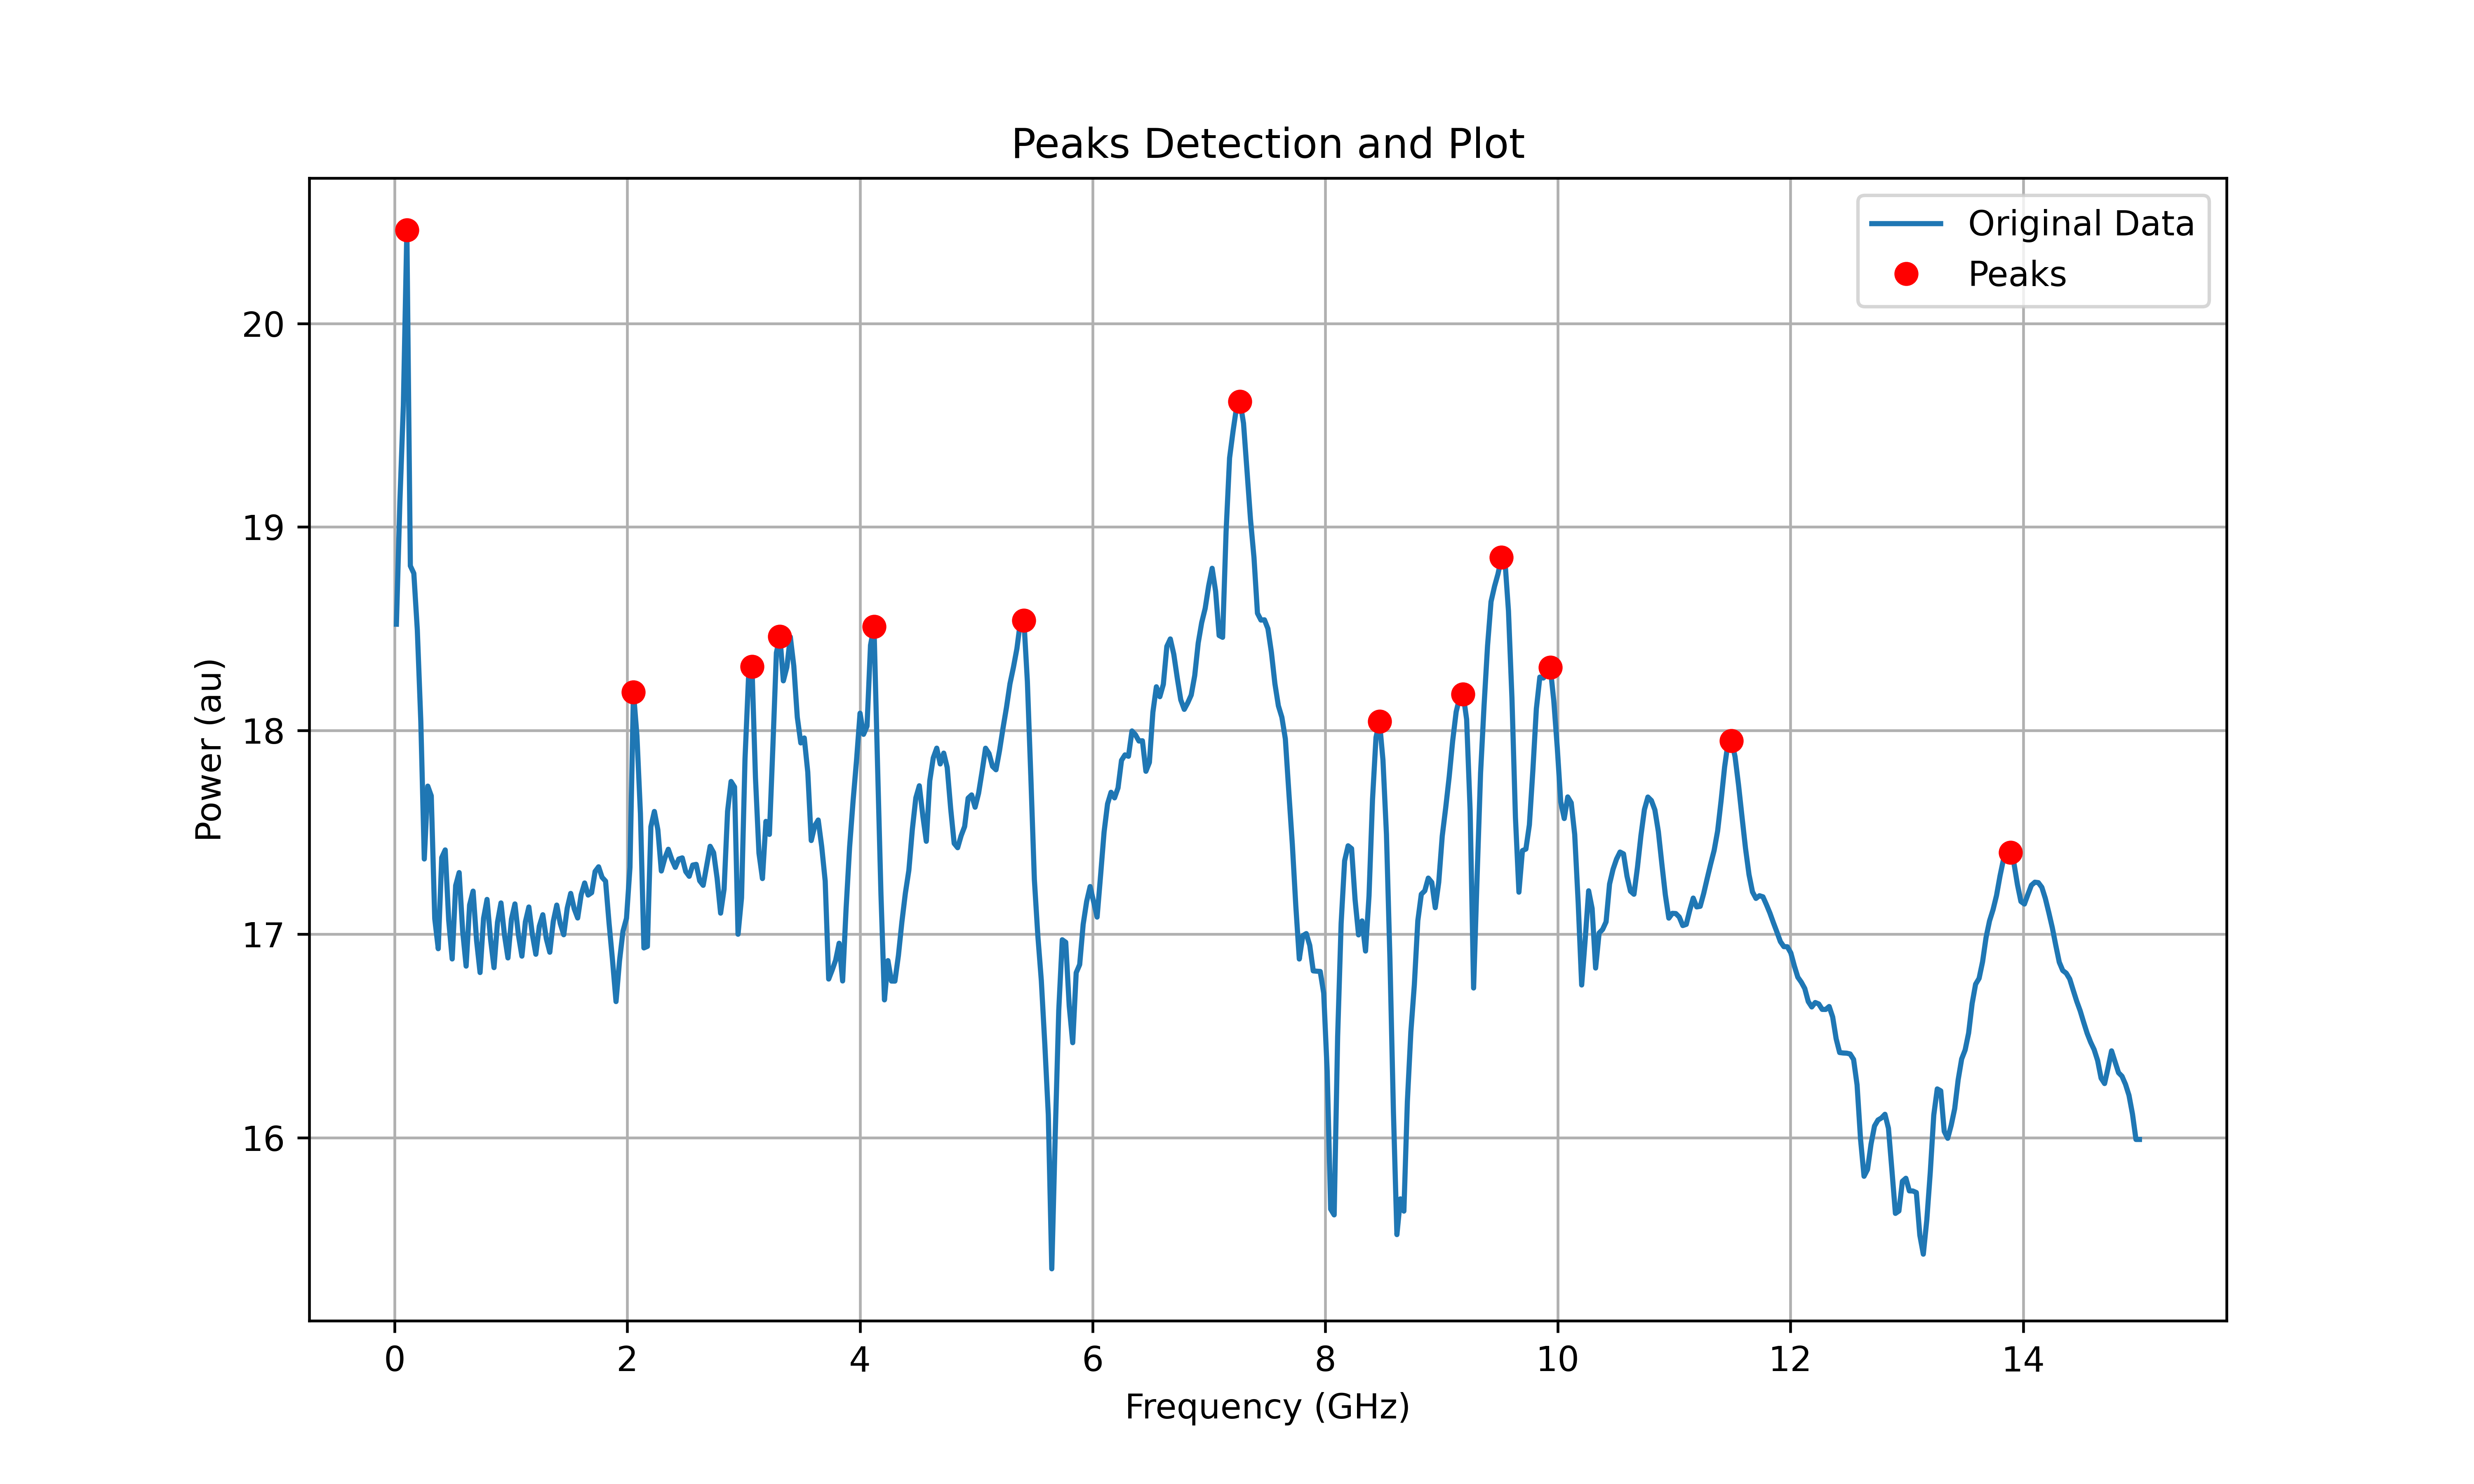 Peaks Detection and Plot
Original Data
Peaks
20
19
18
17
16
Power (au)
0 2 4 6 8 10 12 14
Frequency (GHz)